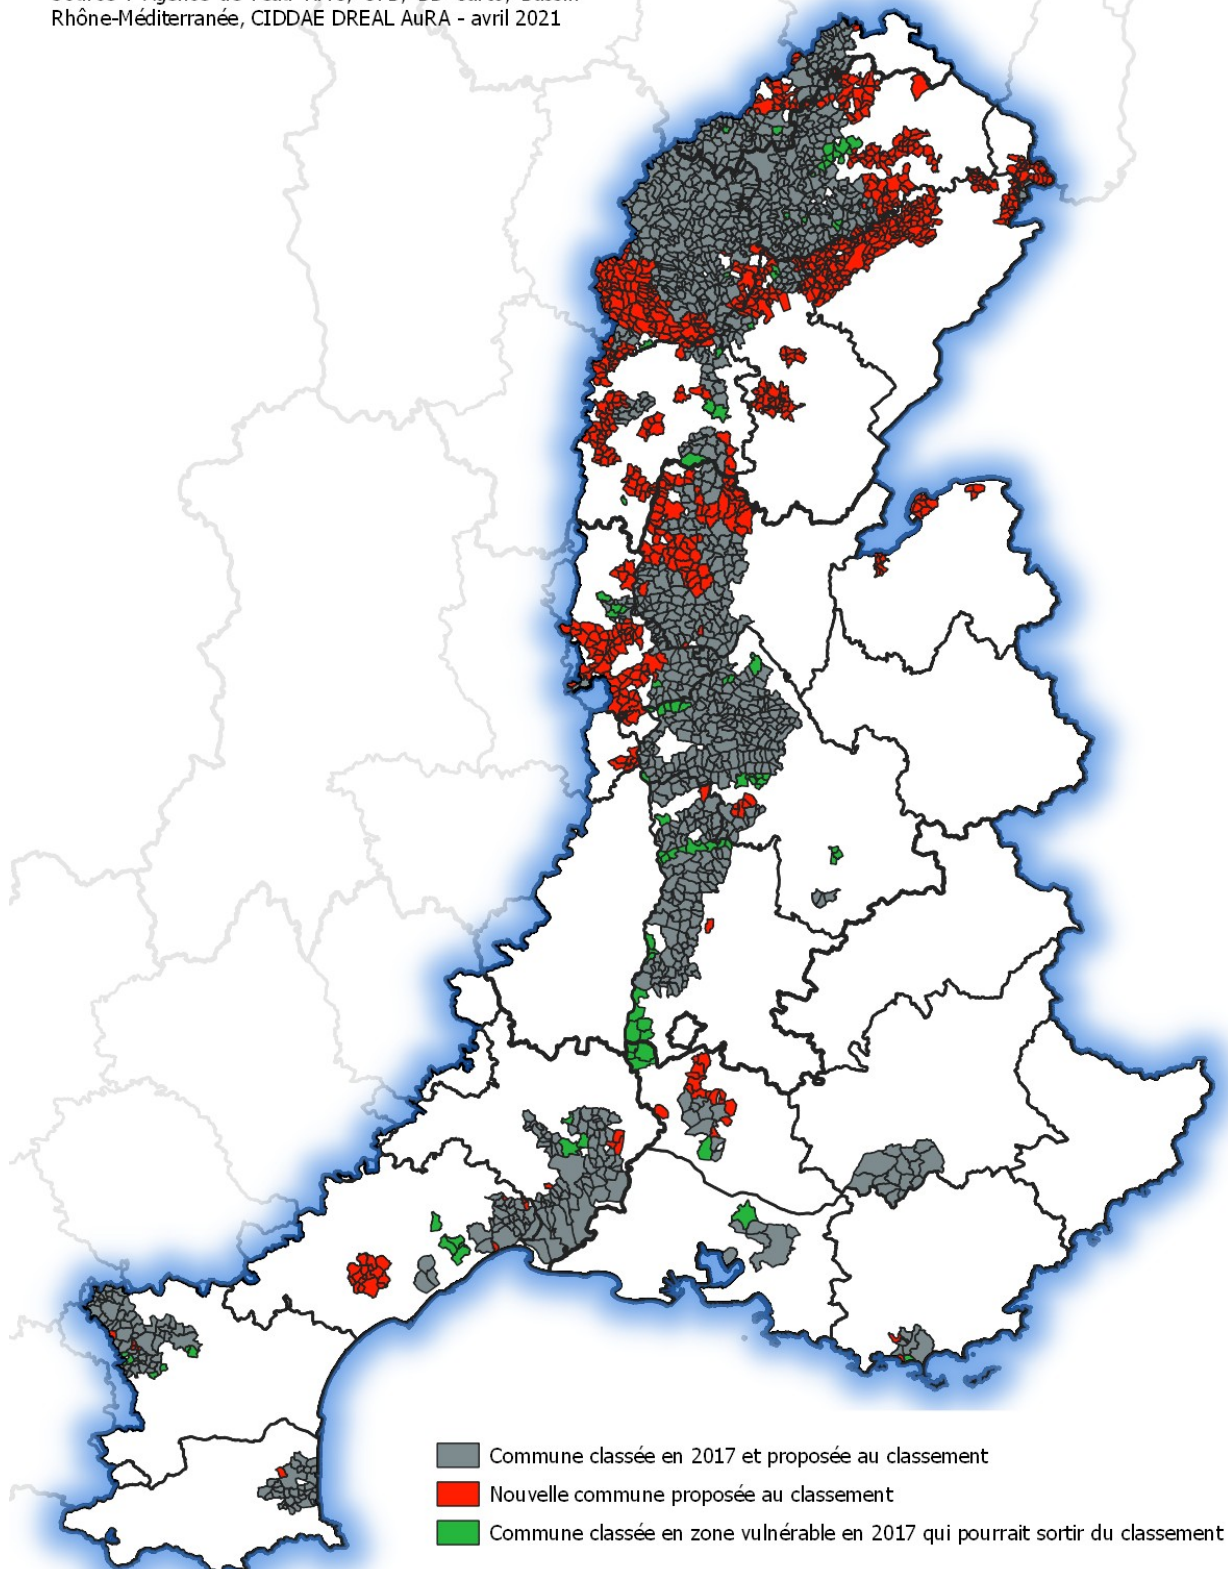 Rhône-Méditerranée, CIDDAE DREAL AuRA - avril 2021
Commune classée en 2017 et proposée au classement
Nouvelle commune proposée au classement
Commune classée en zone vulnérable en 2017 qui pourrait sortir du classement